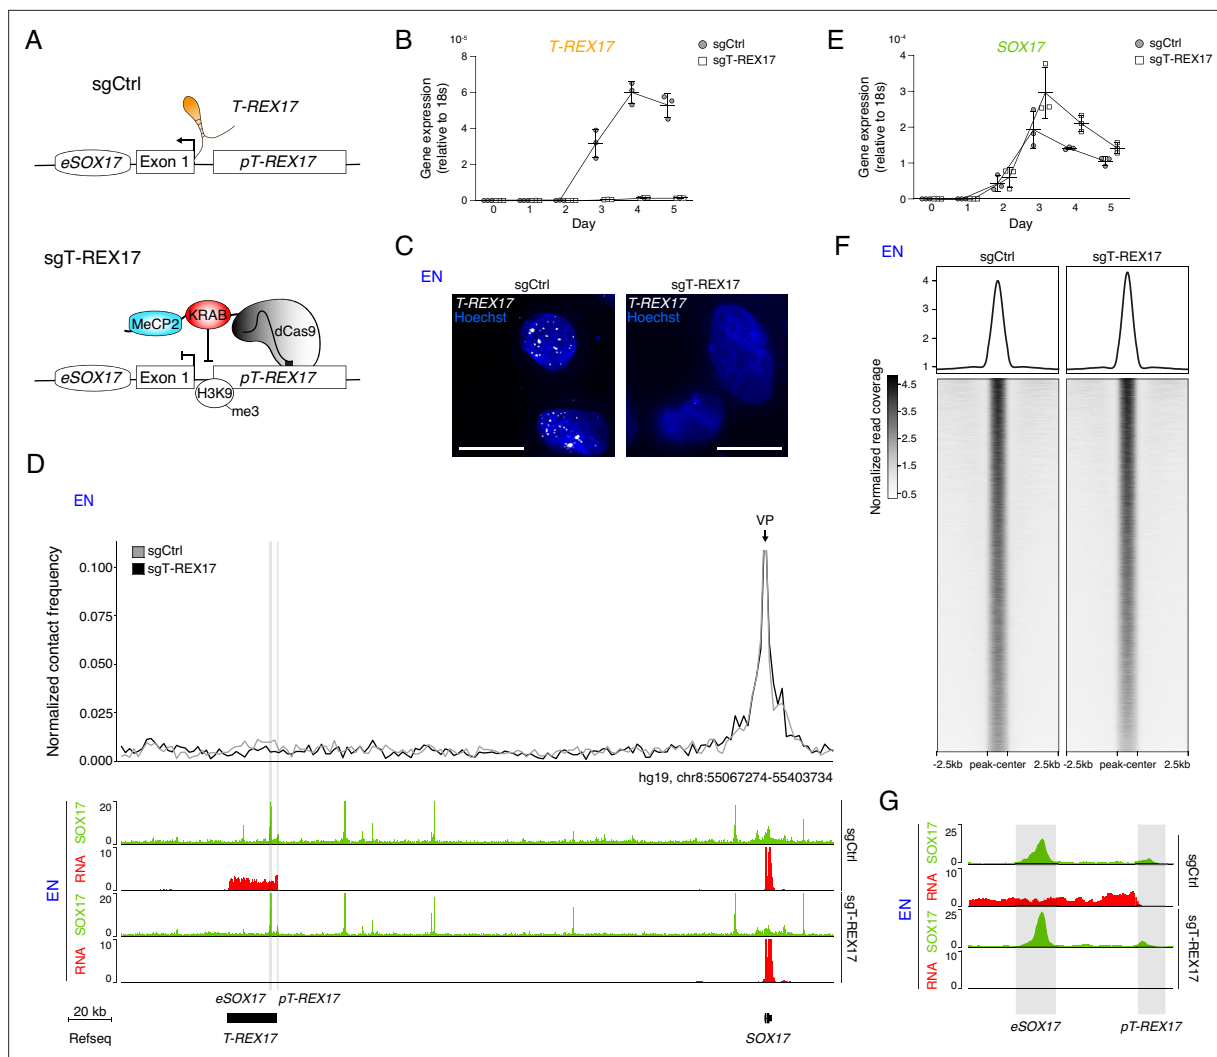 A
sgCtrl
T-REX17
eSOX17
Exon 1
pT-REX17
sgT-REX17
MeCP2
KRAB
dCas9
eSOX17
Exon 1
pT-REX17
H3K9
me3
B
10-5
T-REX17
sgCtrl
sgT-REX17
Gene expression
(relative to 18s)
8
6
4
2
0
0 1 2 3 4 5
Day
C
EN
sgCtrl
sgT-REX17
T-REX17
Hoechst
T-REX17
Hoechst
D
EN
sgCtrl
sgT-REX17
VP
Normalized contact frequency
0.100
0.075
0.050
0.025
0.000
hg19, chr8:55067274-55403734
EN
SOX17
20
0
RNA
10
0
sgCtrl
SOX17
20
0
RNA
10
0
sgT-REX17
eSOX17
pT-REX17
20 kb
Refseq
T-REX17
SOX17
E
10-4
SOX17
sgCtrl
sgT-REX17
Gene expression
(relative to 18s)
4
3
2
1
0
0 1 2 3 4 5
Day
F
EN
sgCtrl
sgT-REX17
4
3
2
1
Normalized read coverage
4.5
3.5
2.5
1.5
0.5
-2.5kb peak-center 2.5kb
-2.5kb peak-center 2.5kb
G
EN
SOX17
25
0
RNA
10
0
sgCtrl
SOX17
25
0
RNA
10
0
sgT-REX17
eSOX17
pT-REX17